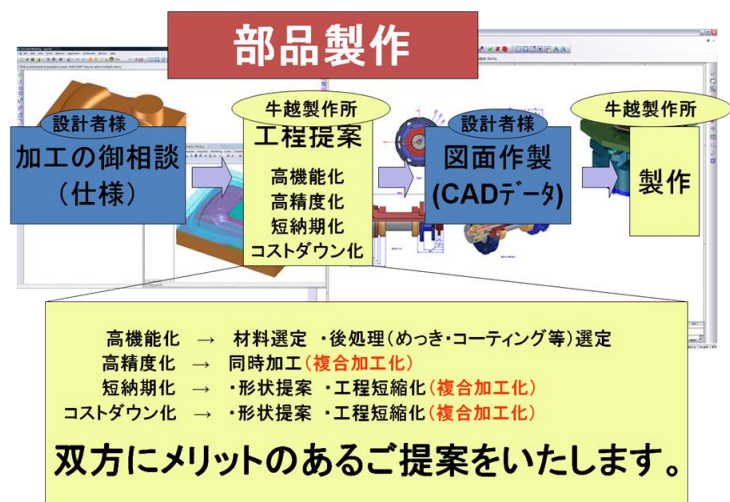 部品製作
設計者様
加工の御相談
（仕様）
牛越製作所
工程提案
高機能化
高精度化
短納期化
コストダウン化
設計者様
図面作製
(CADﾃﾞｰﾀ)
牛越製作所
製作
高機能化 → 材料選定 ・後処理（めっき・コーティング等）選定
高精度化 → 同時加工（複合加工化）
短納期化 → ・形状提案 ・工程短縮化（複合加工化）
コストダウン化 → ・形状提案 ・工程短縮化（複合加工化）
双方にメリットのあるご提案をいたします。